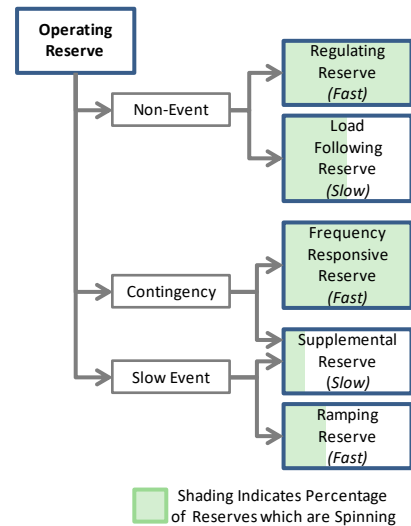 Operating
Reserve
Regulating
Reserve
(Fast)
Non-Event
Load
Following
Reserve
(Slow)
Frequency
Responsive
Reserve
(Fast)
Contingency
Supplemental
Reserve
(Slow)
Slow Event
Ramping
Reserve
(Fast)
Shading Indicates Percentage
of Reserves which are Spinning